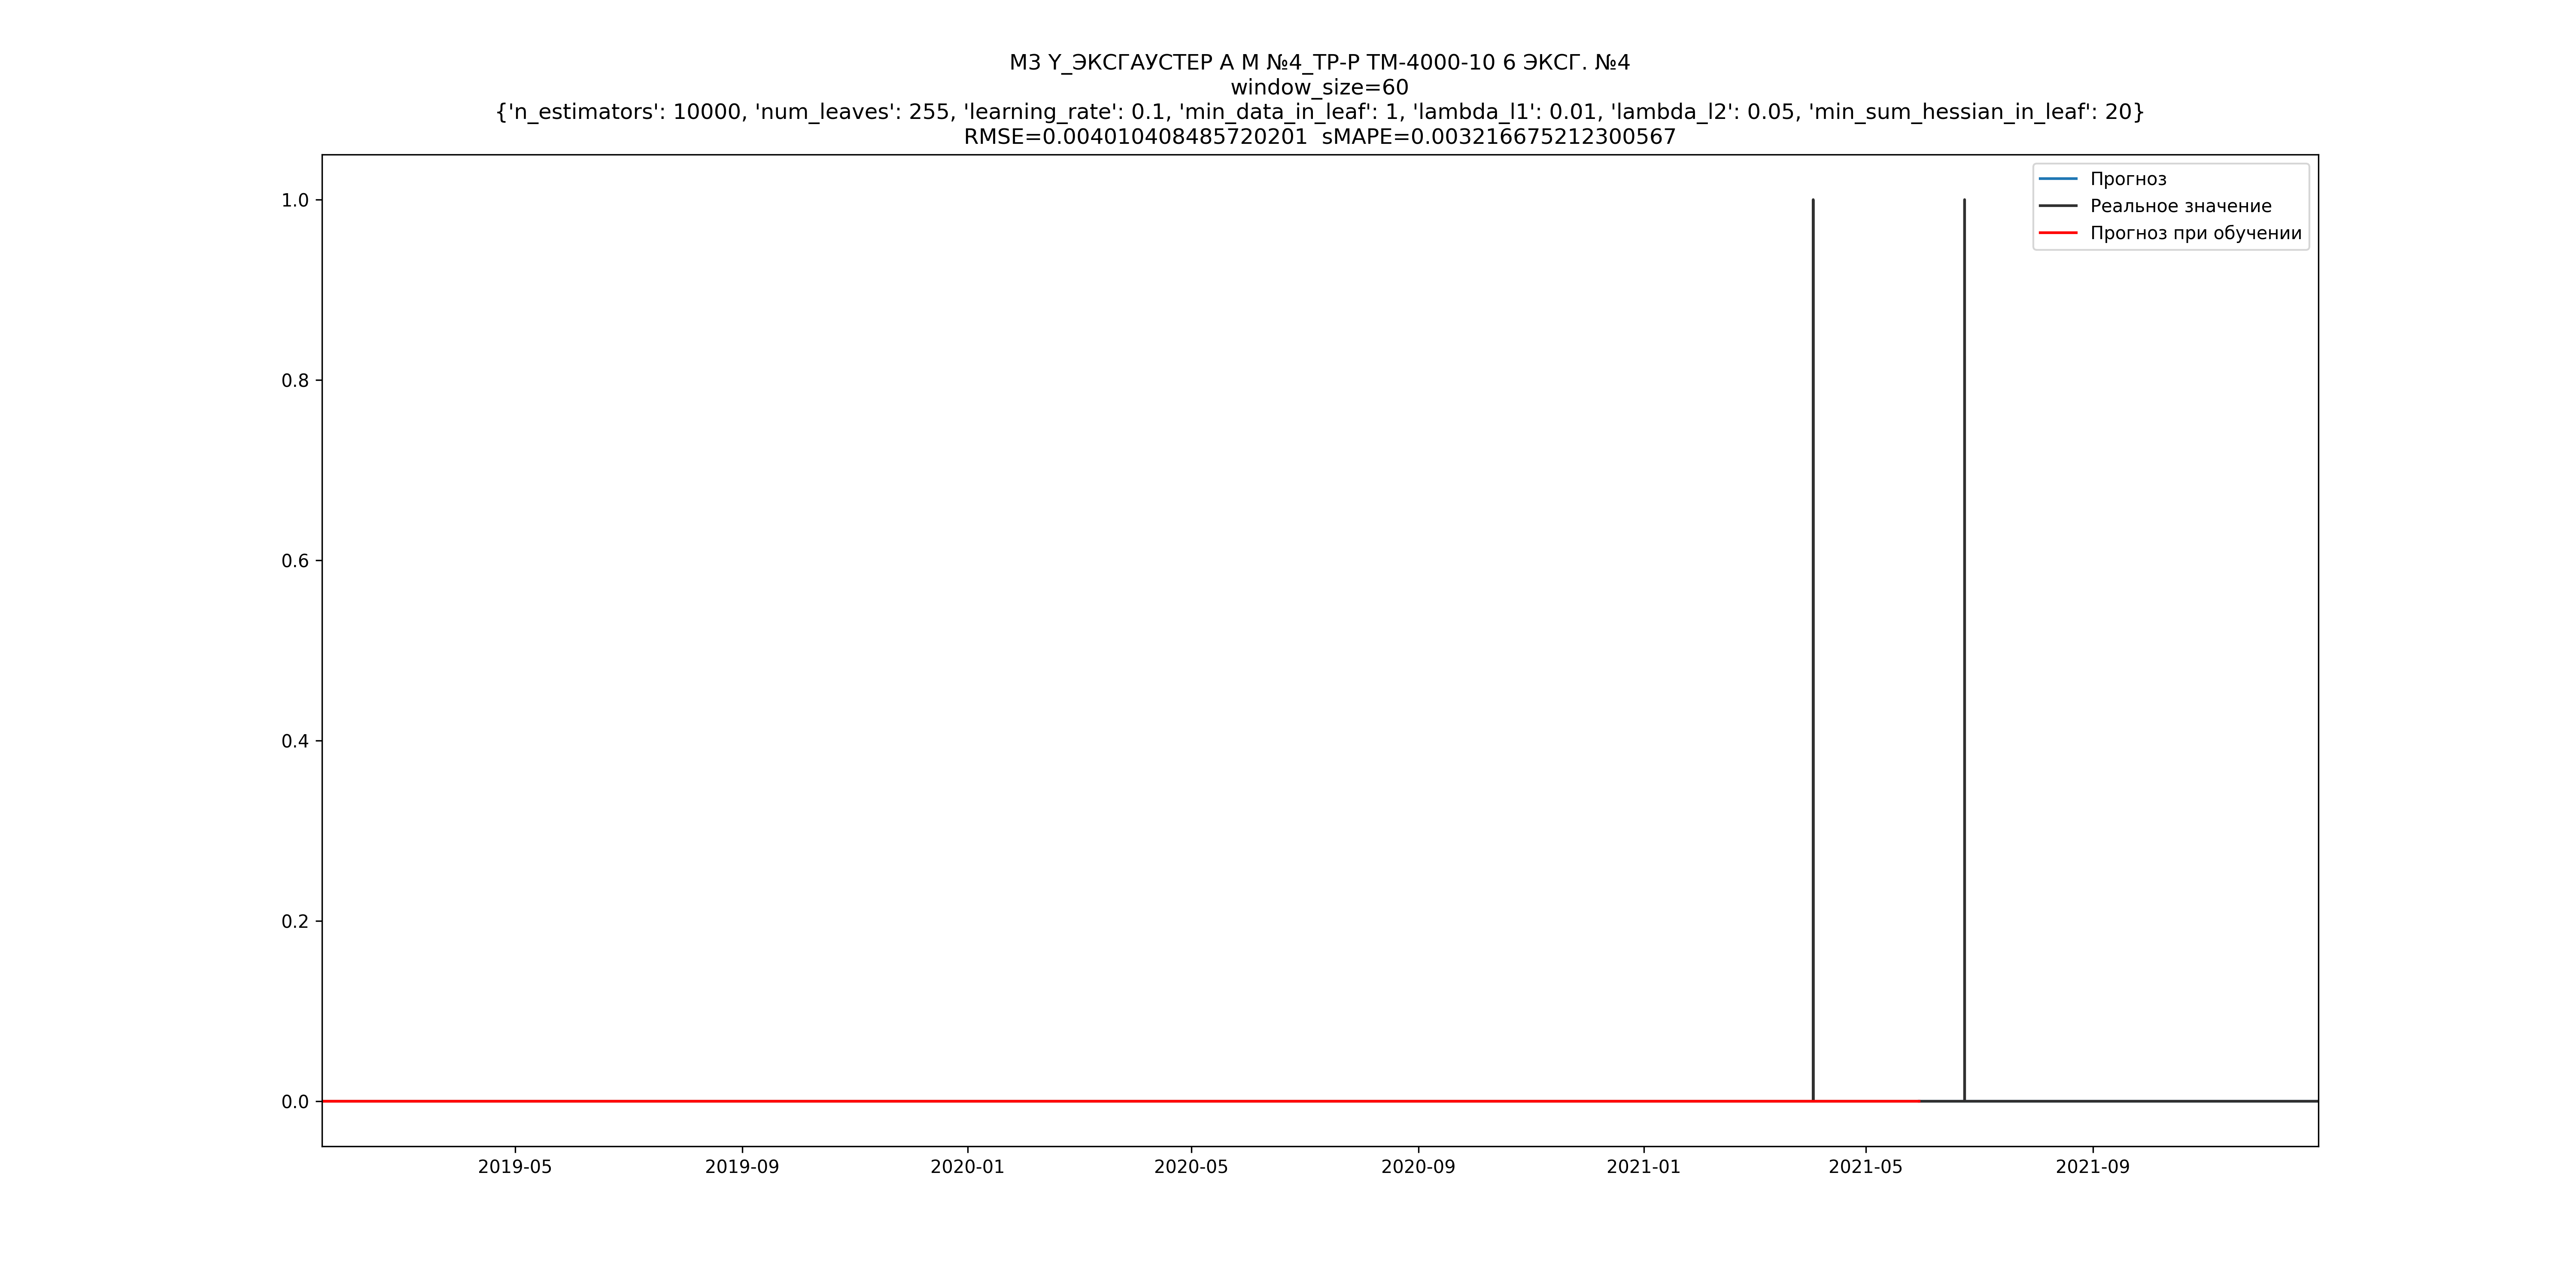 М3 Y_ЭКСГАУСТЕР А М №4_ТР-Р ТМ-4000-10 6 ЭКСГ. №4
window_size=60
{'n_estimators': 10000, 'num_leaves': 255, 'learning_rate': 0.1, 'min_data_in_leaf': 1, 'lambda_l1': 0.01, 'lambda_l2': 0.05, 'min_sum_hessian_in_leaf': 20}
RMSE=0.004010408485720201 sMAPE=0.003216675212300567
Прогноз
Реальное значение
Прогноз при обучении
1.0
0.8
0.6
0.4
0.2
0.0
2019-05
2019-09
2020-01
2020-05
2020-09
2021-01
2021-05
2021-09